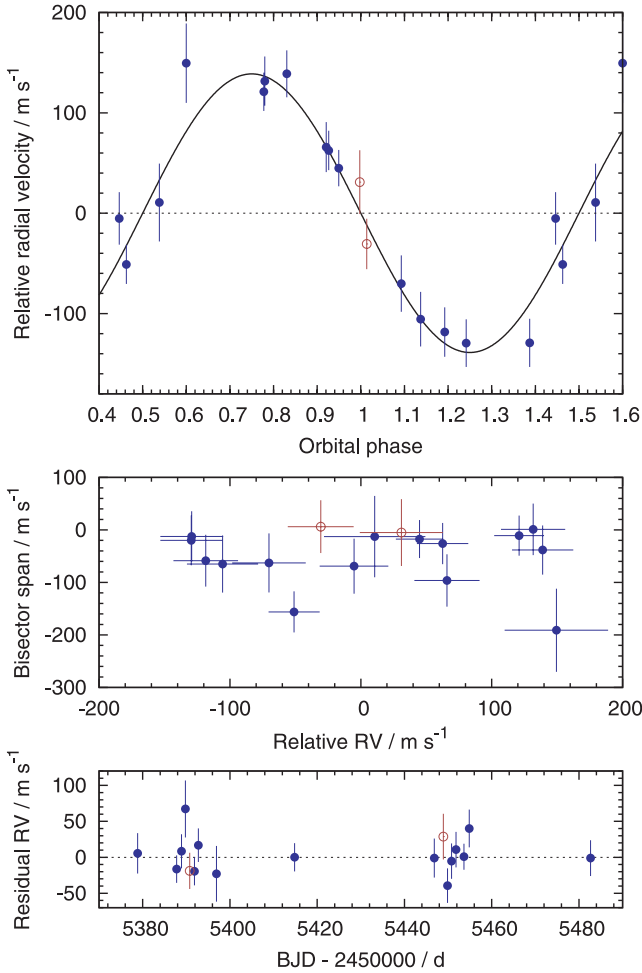 200
100
0
-100
Relative radial velocity / m s⁻¹
0.4 0.5 0.6 0.7 0.8 0.9 1 1.1 1.2 1.3 1.4 1.5 1.6
Orbital phase
100
0
-100
-200
-300
Bisector span / m s⁻¹
-200 -100 0 100 200
Relative RV / m s⁻¹
100
50
0
-50
Residual RV / m s⁻¹
5380 5400 5420 5440 5460 5480
BJD - 2450000 / d